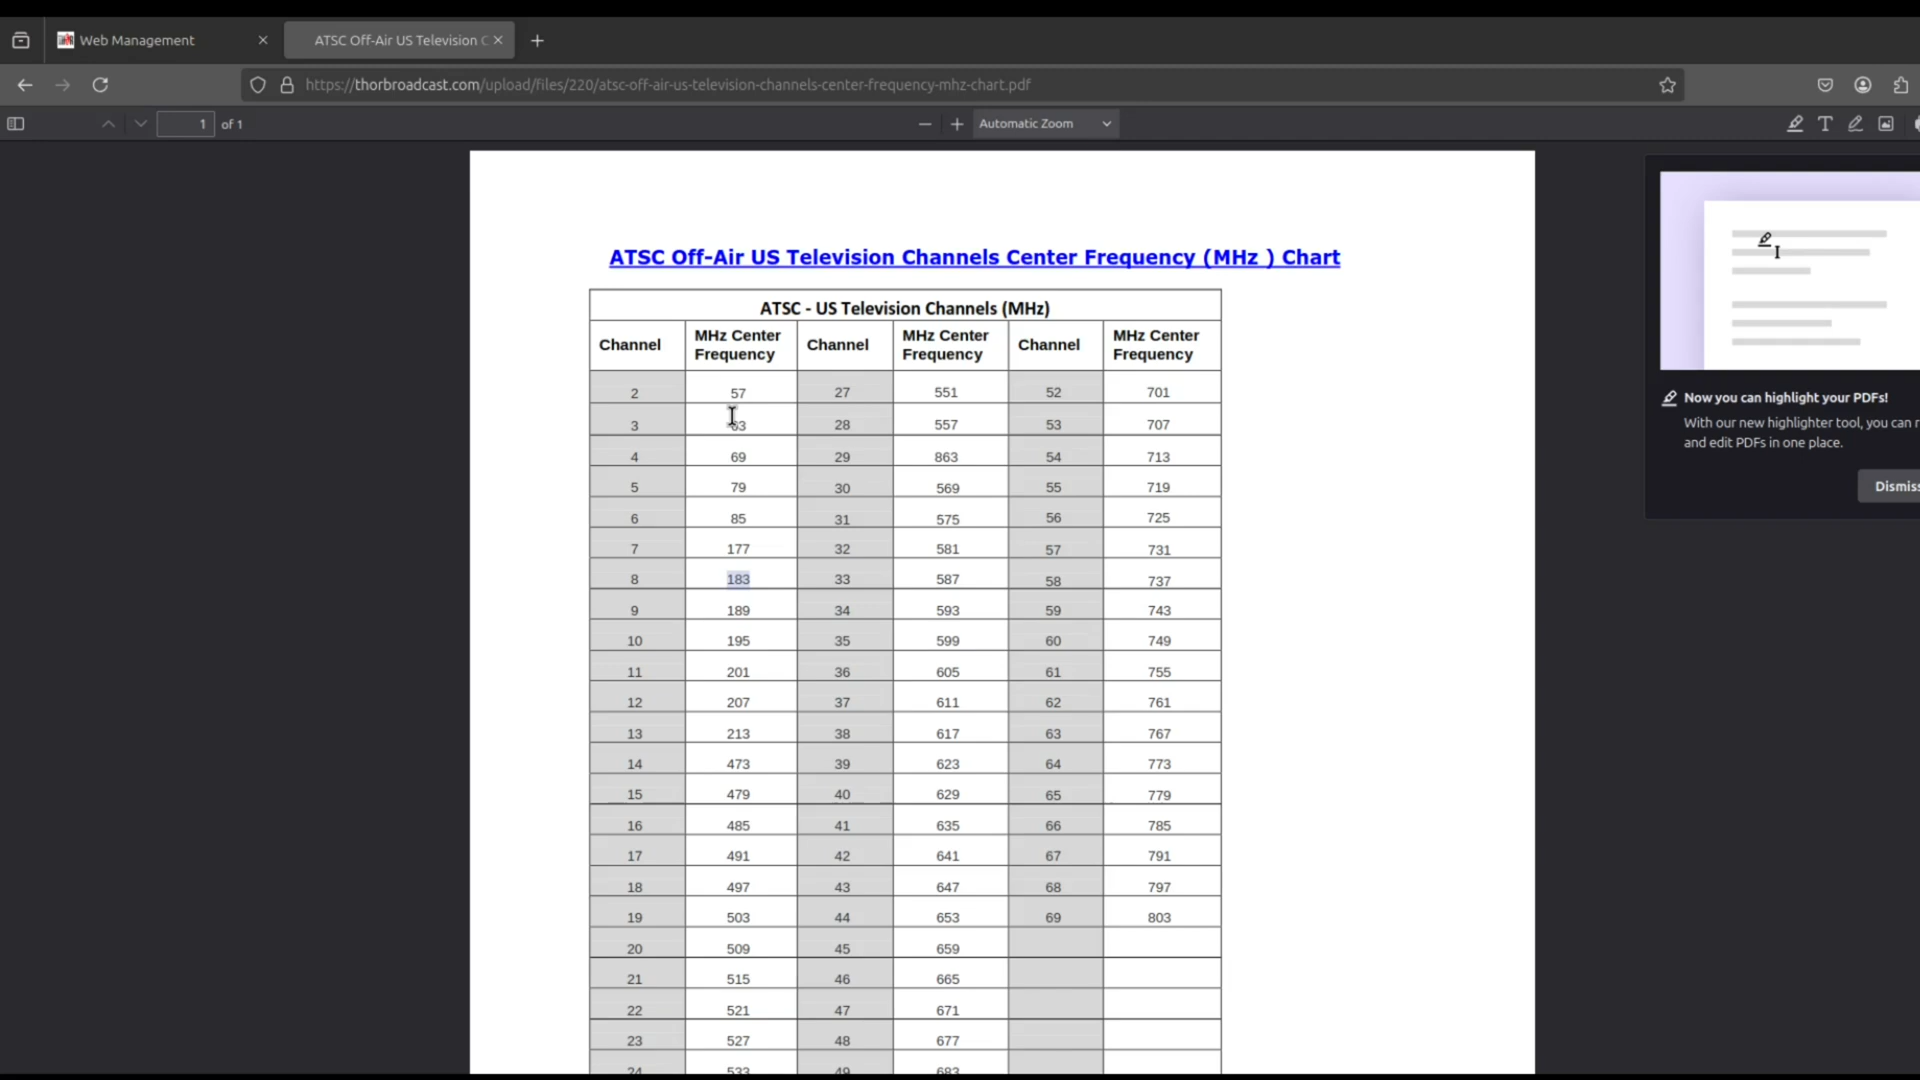 Web Management
ATSC Off-Air US Television C
https://thorbroadcast.com/upload/files/220/atsc-off-air-us-television-channels-center-frequency-mhz-chart.pdf
1 of 1
Automatic Zoom
ATSC Off-Air US Television Channels Center Frequency (MHz ) Chart
ATSC - US Television Channels (MHz)
Channel MHz Center Frequency Channel MHz Center Frequency Channel MHz Center Frequency
2 57 27 551 52 701
3 63 28 557 53 707
4 69 29 863 54 713
5 79 30 569 55 719
6 85 31 575 56 725
7 177 32 581 57 731
8 183 33 587 58 737
9 189 34 593 59 743
10 195 35 599 60 749
11 201 36 605 61 755
12 207 37 611 62 761
13 213 38 617 63 767
14 473 39 623 64 773
15 479 40 629 65 779
16 485 41 635 66 785
17 491 42 641 67 791
18 497 43 647 68 797
19 503 44 653 69 803
20 509 45 659
21 515 46 665
22 521 47 671
23 527 48 677
24 533 49 683
Now you can highlight your PDFs!
With our new highlighter tool, you can r
and edit PDFs in one place.
Dismiss